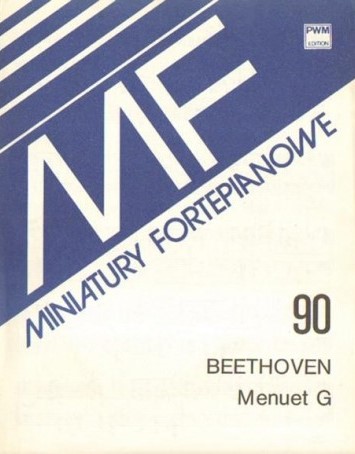 PWM
EDITION
MF
MINIATURY FORTEPIANOWE
90
BEETHOVEN
Menuet G